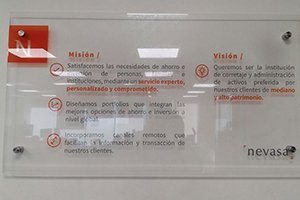 N
Misión /
Satisfacemos las necesidades de ahorro e
inversión de personas, e
instituciones, mediante un servicio experto,
personalizado y comprometido.
Diseñamos portfolios que integran las
mejores opciones de ahorro e inversión a
nivel global.
Incorporamos canales remotos que
facilitan la información y transacción de
nuestros clientes.
Visión /
Queremos ser la institución
de corretaje y administración
de activos preferida por
nuestros clientes de mediano
y alto patrimonio.
nevasa